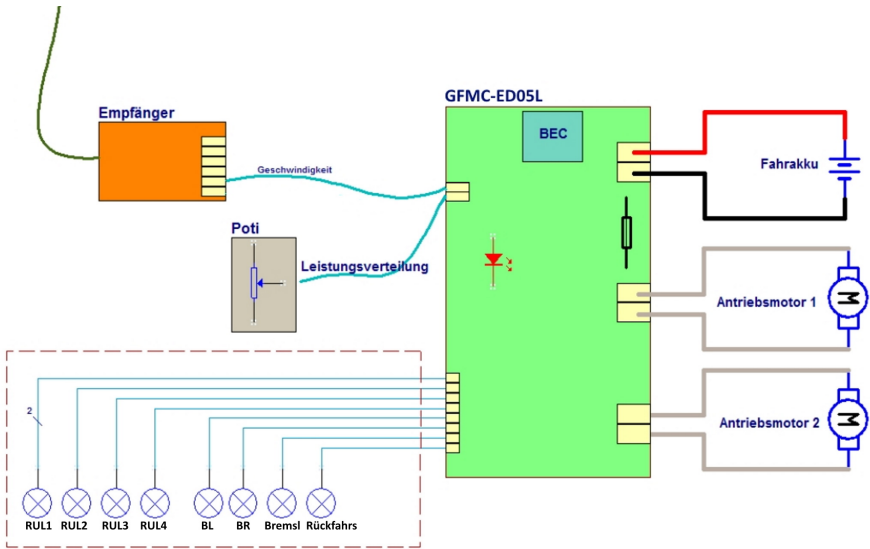 GFMC-ED05L
Empfänger
BEC
Geschwindigkeit
Fahrakku
Poti
Leistungsverteilung
Antriebsmotor 1
M
2
Antriebsmotor 2
M
RUL1 RUL2 RUL3 RUL4 BL BR Bremsl Rückfahrs